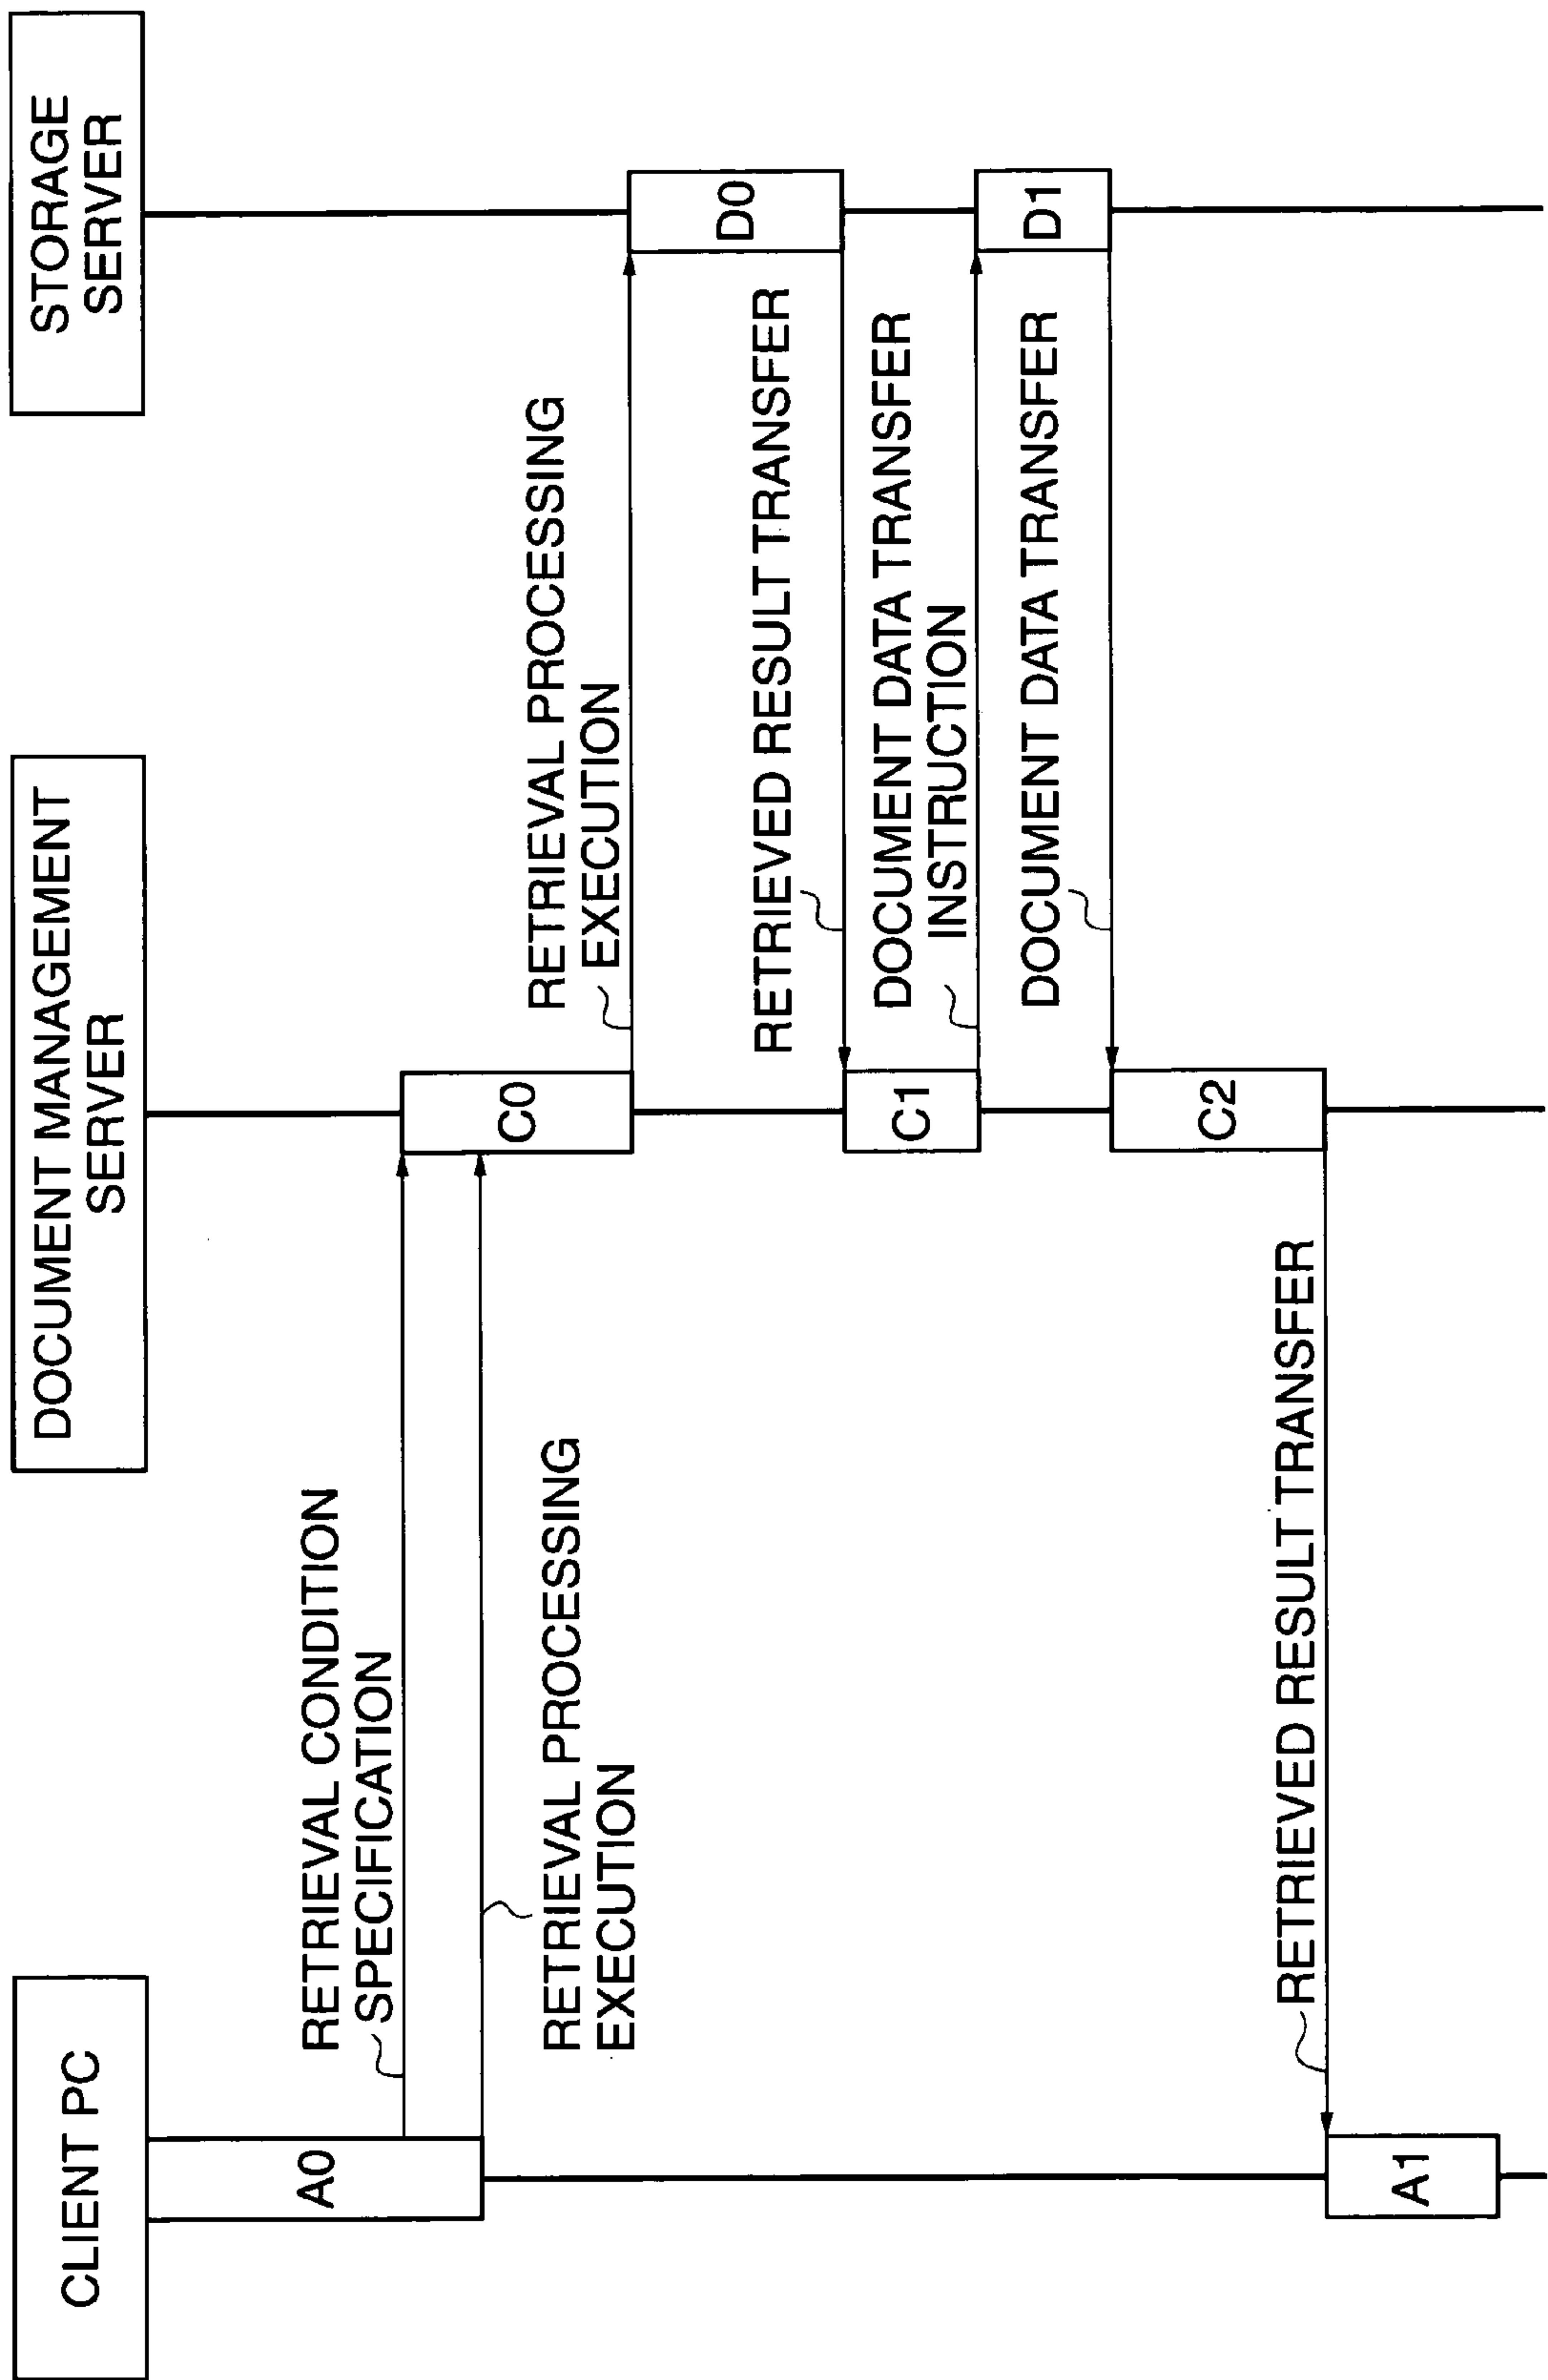 CLIENT PC
DOCUMENT MANAGEMENT
SERVER
STORAGE
SERVER
A0
RETRIEVAL CONDITION
SPECIFICATION
RETRIEVAL PROCESSING
EXECUTION
C0
RETRIEVAL PROCESSING
EXECUTION
D0
RETRIEVED RESULT TRANSFER
C1
DOCUMENT DATA TRANSFER
INSTRUCTION
D1
DOCUMENT DATA TRANSFER
C2
RETRIEVED RESULT TRANSFER
A1